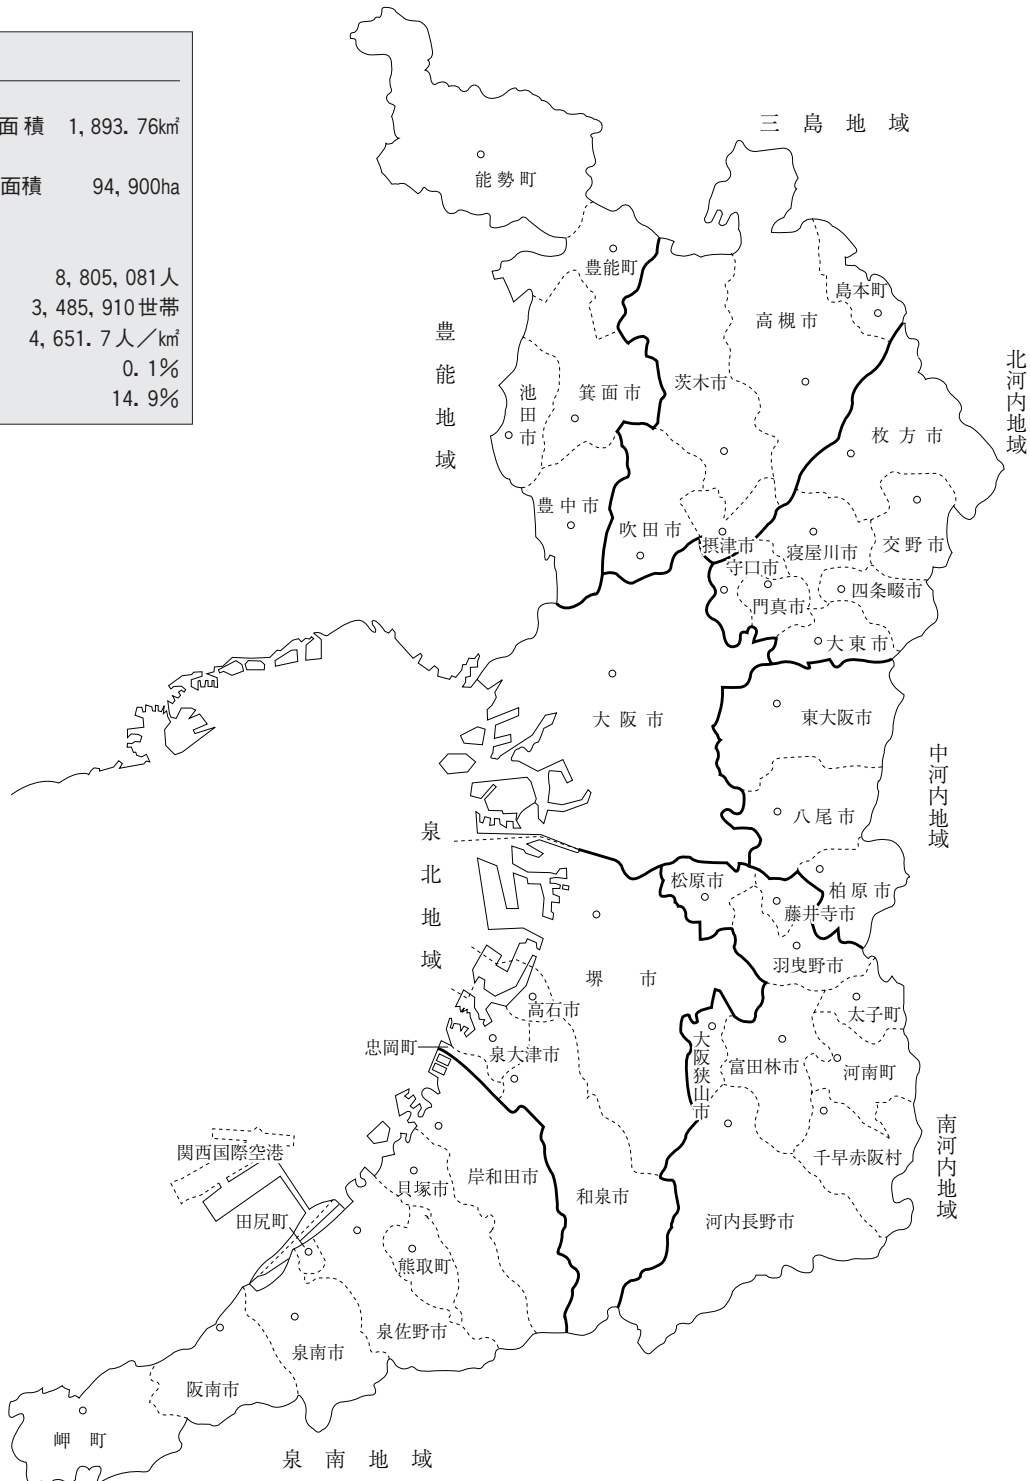 面積 1,893.76km²
面積 94,900ha
8,805,081人
3,485,910世帯
4,651.7人／km²
0.1%
14.9%
三島地域
能勢町
豊能町
島本町
高槻市
豊能地域
北河内地域
茨木市
箕面市
池田市
枚方市
豊中市
吹田市
摂津市
寝屋川市
交野市
守口市
四条畷市
門真市
大東市
大阪市
東大阪市
中河内地域
八尾市
泉北地域
松原市
柏原市
藤井寺市
羽曳野市
堺市
高石市
太子町
忠岡町
泉大津市
大阪狭山市
富田林市
河南町
南河内地域
関西国際空港
千早赤阪村
岸和田市
貝塚市
和泉市
河内長野市
田尻町
熊取町
泉佐野市
泉南市
阪南市
岬町
泉南地域